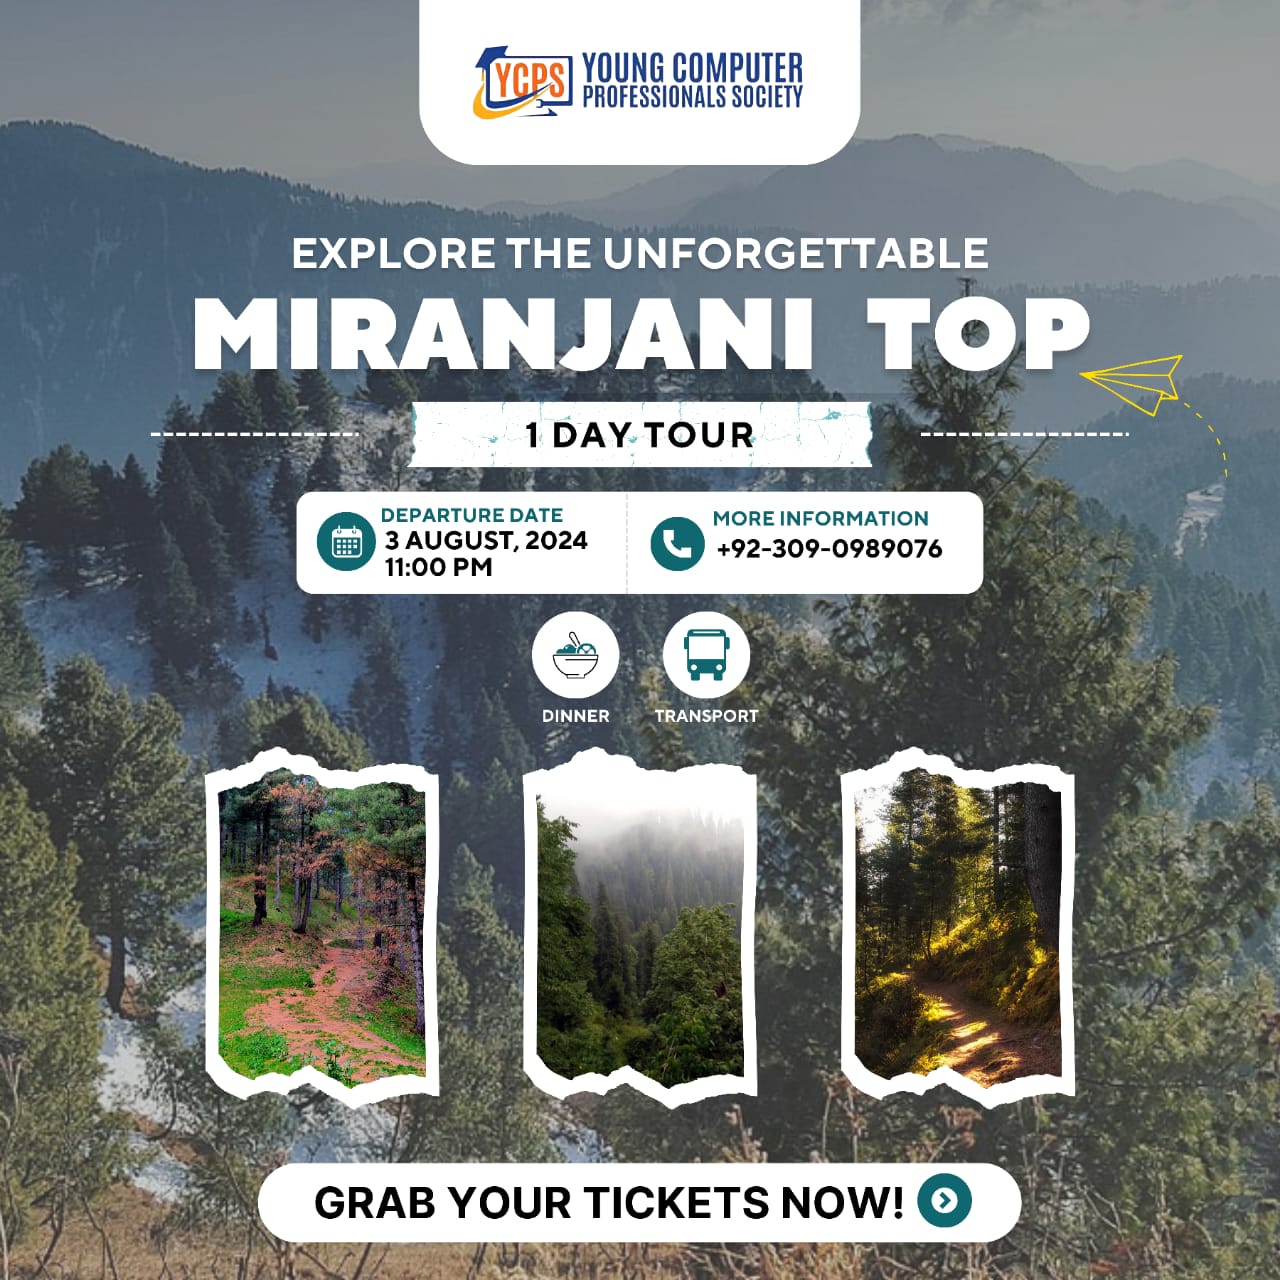 YCPS
YOUNG COMPUTER
PROFESSIONALS SOCIETY
EXPLORE THE UNFORGETTABLE
MIRANJANI TOP
1 DAY TOUR
DEPARTURE DATE
3 AUGUST, 2024
11:00 PM
MORE INFORMATION
+92-309-0989076
DINNER
TRANSPORT
GRAB YOUR TICKETS NOW!